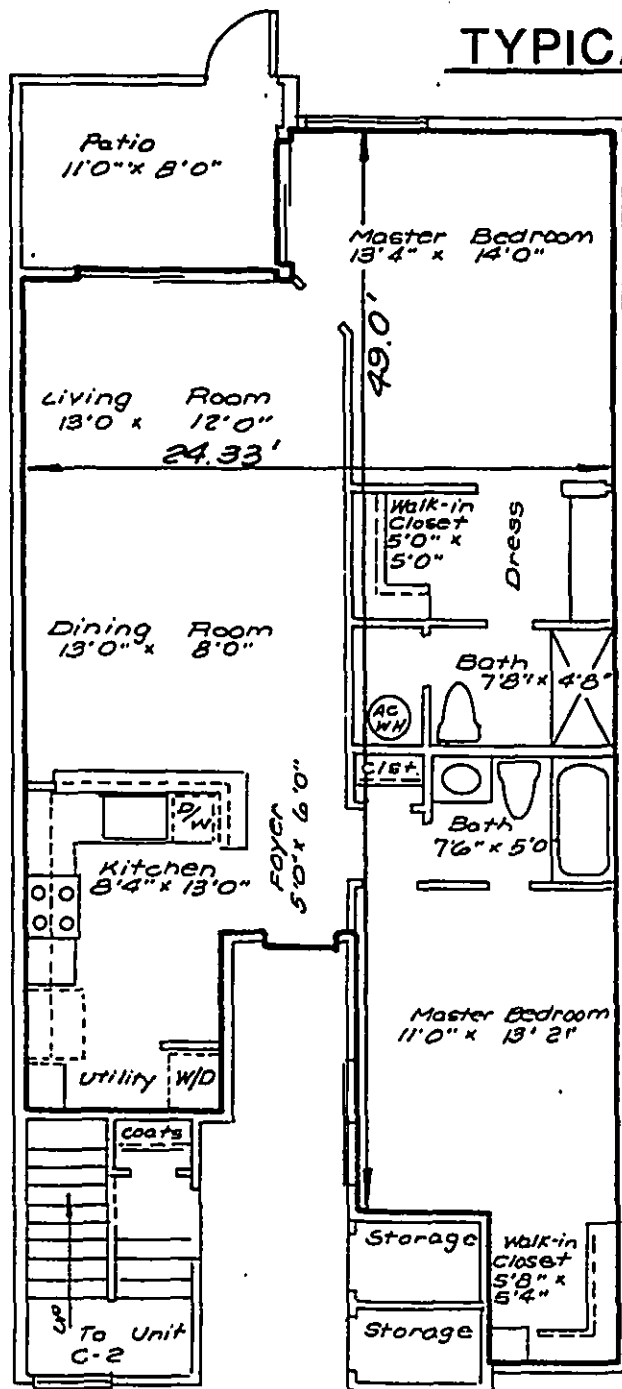 TYPICA
Patio
11'0" x 8'0"
Master Bedroom
13'4" x 14'0"
49.0'
Living Room
13'0 x 12'0"
24.33'
Walk-in
Closet
5'0" x
5'0"
Dress
Dining Room
13'0" x 8'0"
Bath
7'8" x 4'8"
AC
WH
Clst.
D/W
Foyer
5'0" x 6'0"
Bath
7'6" x 5'0
Kitchen
8'4" x 13'0"
Master Bedroom
11'0" x 13'2"
Utility W/D
Coats
Storage
Walk-in
Closet
5'8" x
5'4"
UP
To Unit
C-2
Storage